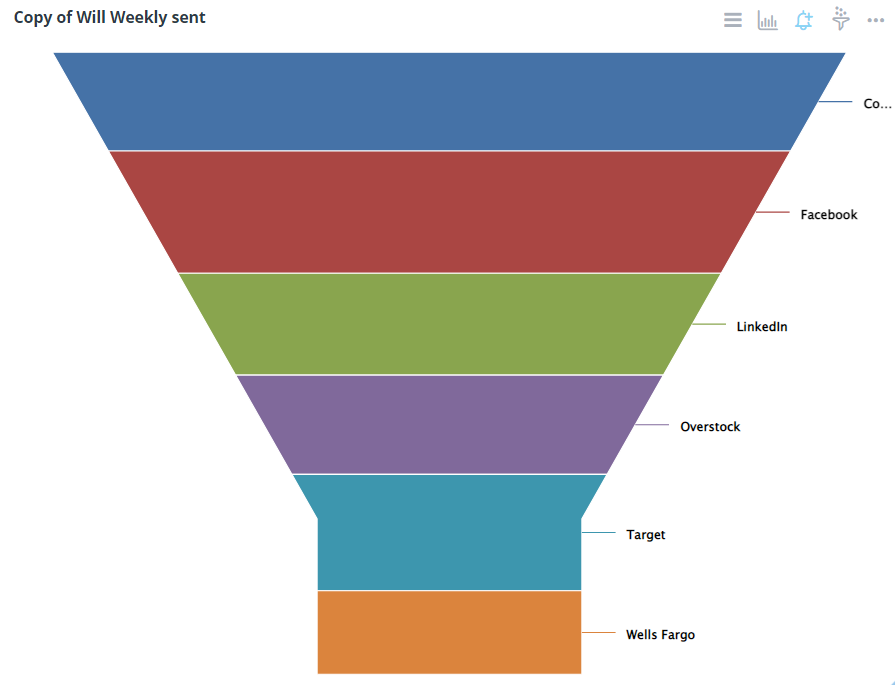 Copy of Will Weekly sent
Co...
Facebook
LinkedIn
Overstock
Target
Wells Fargo